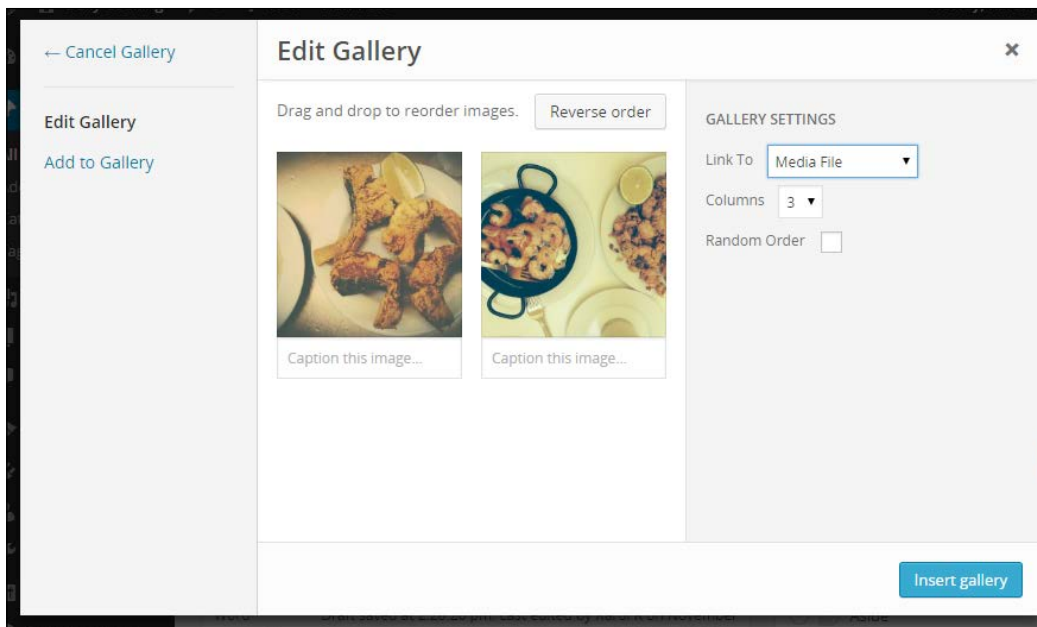 ← Cancel Gallery
Edit Gallery
Add to Gallery
Edit Gallery
×
Drag and drop to reorder images.
Reverse order
Caption this image...
Caption this image...
GALLERY SETTINGS
Link To Media File
Columns 3
Random Order
Insert gallery